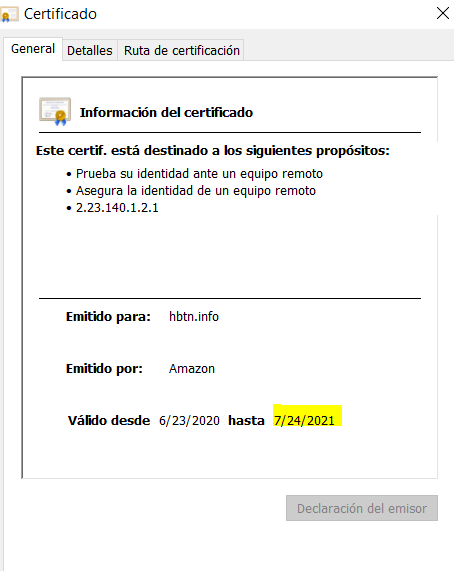 Certificado
General Detalles Ruta de certificación
Información del certificado
Este certif. está destinado a los siguientes propósitos:
• Prueba su identidad ante un equipo remoto
• Asegura la identidad de un equipo remoto
• 2.23.140.1.2.1
Emitido para: hbtn.info
Emitido por: Amazon
Válido desde 6/23/2020 hasta 7/24/2021
Declaración del emisor